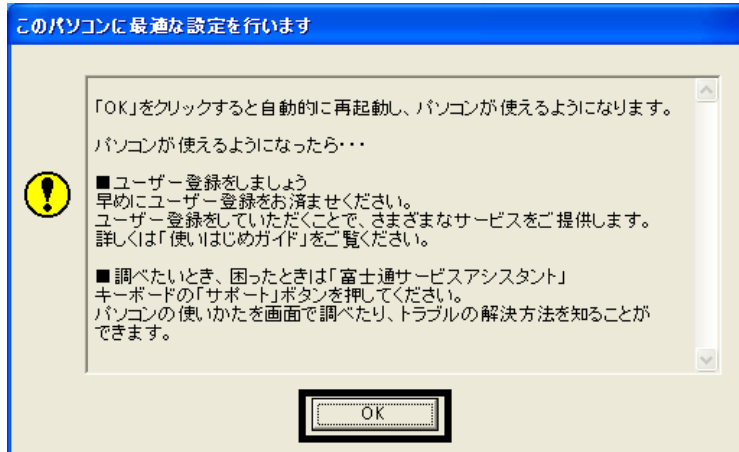 このパソコンに最適な設定を行います
「OK」をクリックすると自動的に再起動し、パソコンが使えるようになります。
パソコンが使えるようになったら・・・
■ユーザー登録をしましょう
早めにユーザー登録をお済ませください。
ユーザー登録をしていただくことで、さまざまなサービスをご提供します。
詳しくは「使いはじめガイド」をご覧ください。
■調べたいとき、困ったときは「富士通サービスアシスタント」
キーボードの「サポート」ボタンを押してください。
パソコンの使いかたを画面で調べたり、トラブルの解決方法を知ることが
できます。
OK